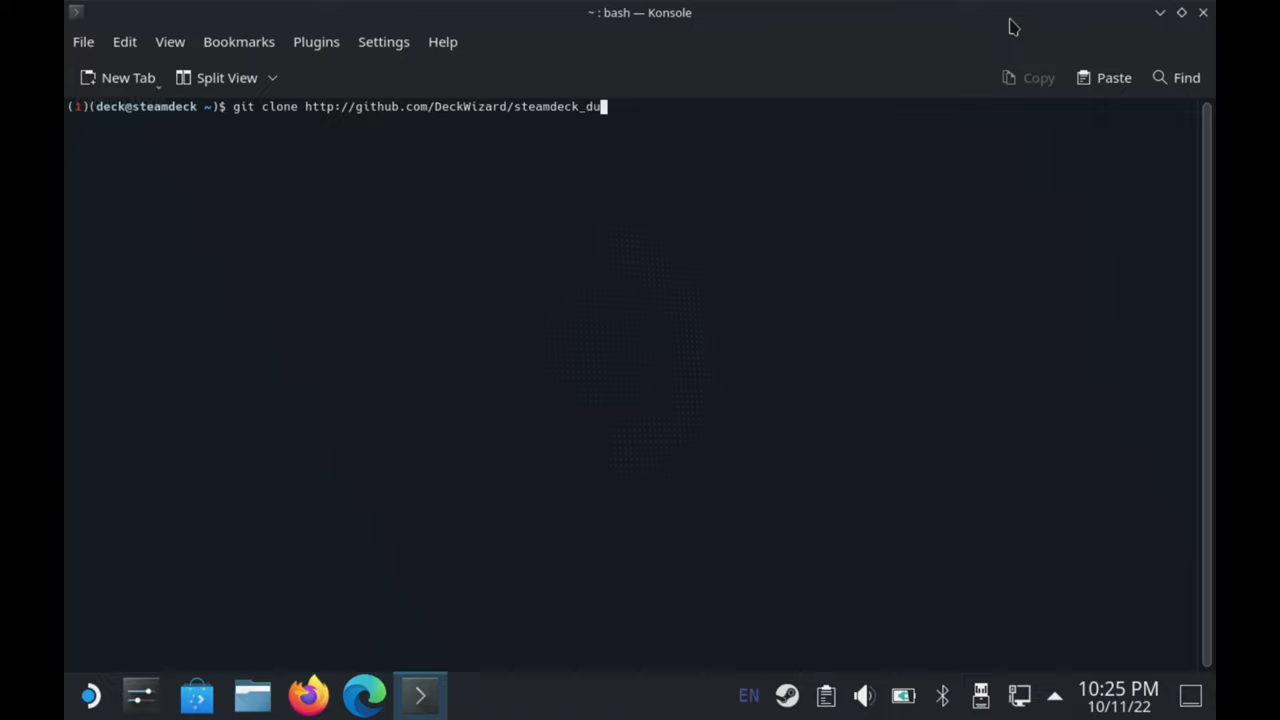 ~ : bash — Konsole
File Edit View Bookmarks Plugins Settings Help
New Tab Split View Copy Paste Find
(1)(deck@steamdeck ~)$ git clone http://github.com/DeckWizard/steamdeck_du
EN 10:25 PM
10/11/22